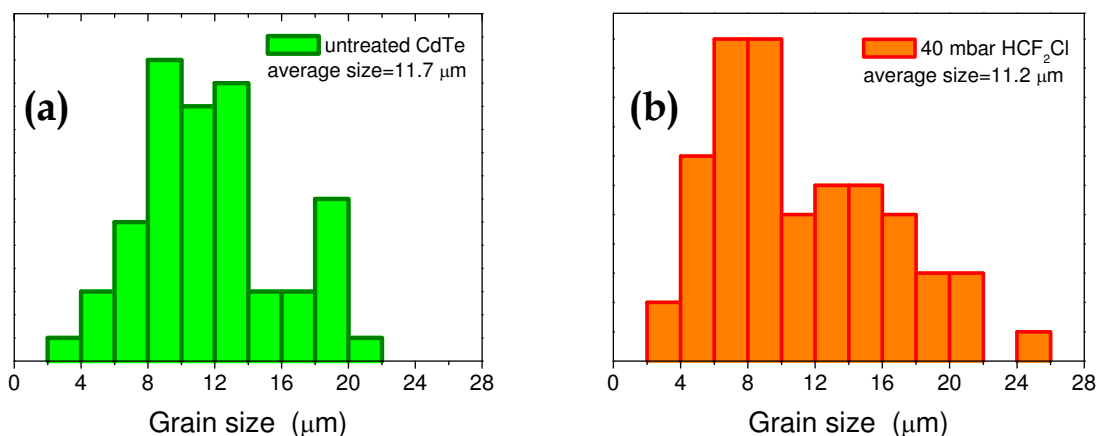 untreated CdTe
average size=11.7 μm
(a)
0 4 8 12 16 20 24 28
Grain size (μm)
40 mbar HCF₂Cl
average size=11.2 μm
(b)
0 4 8 12 16 20 24 28
Grain size (μm)